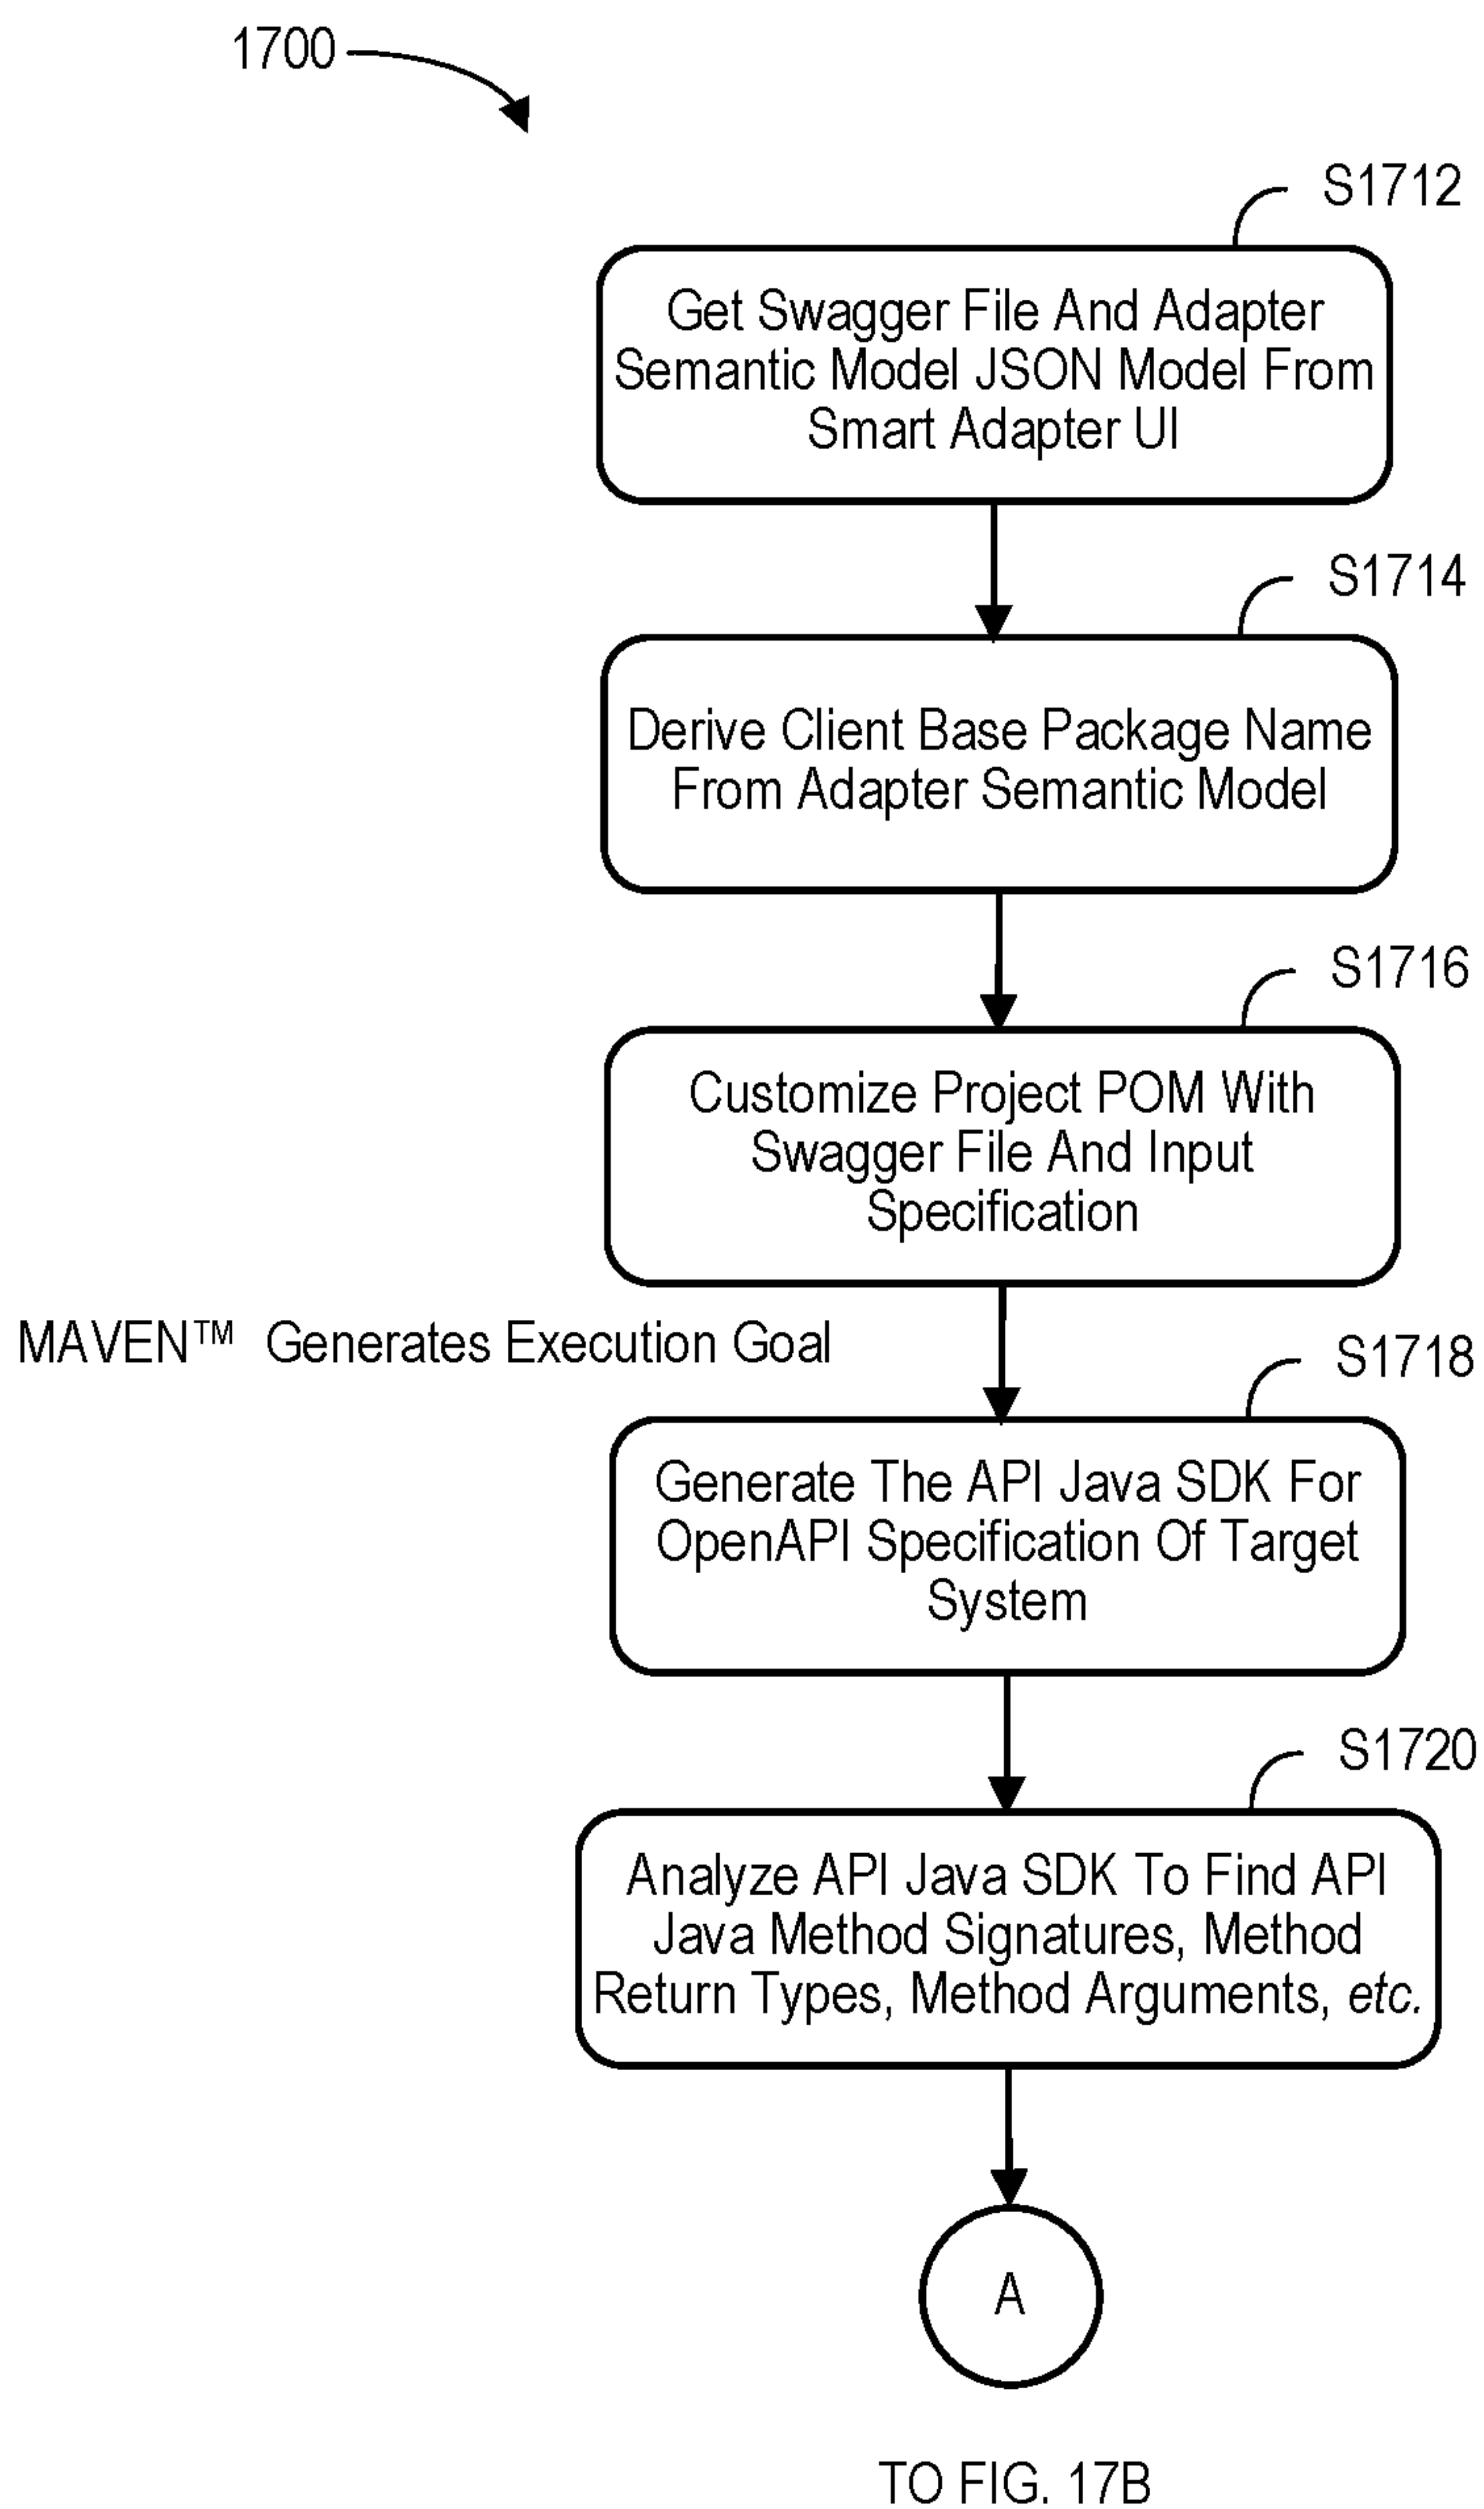 1700
S1712
Get Swagger File And Adapter
Semantic Model JSON Model From
Smart Adapter UI
S1714
Derive Client Base Package Name
From Adapter Semantic Model
S1716
Customize Project POM With
Swagger File And Input
Specification
MAVEN™ Generates Execution Goal
S1718
Generate The API Java SDK For
OpenAPI Specification Of Target
System
S1720
Analyze API Java SDK To Find API
Java Method Signatures, Method
Return Types, Method Arguments, etc.
A
TO FIG. 17B